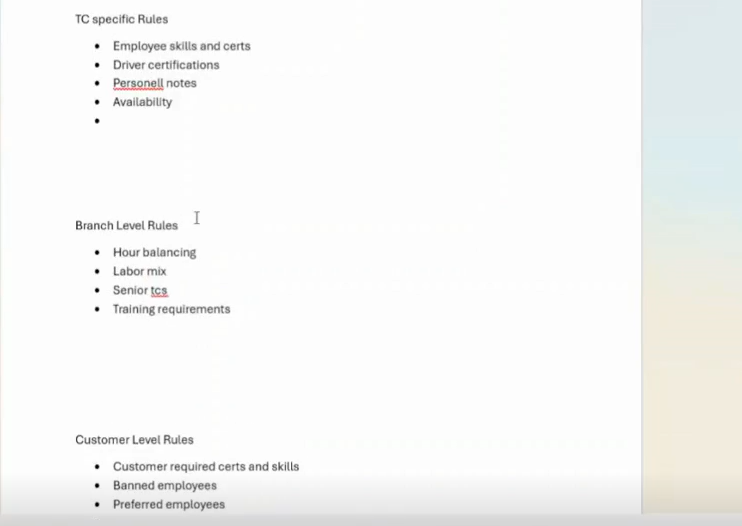 TC specific Rules
Employee skills and certs
Driver certifications
Personell notes
Availability
Branch Level Rules
Hour balancing
Labor mix
Senior tcs
Training requirements
Customer Level Rules
Customer required certs and skills
Banned employees
Preferred employees